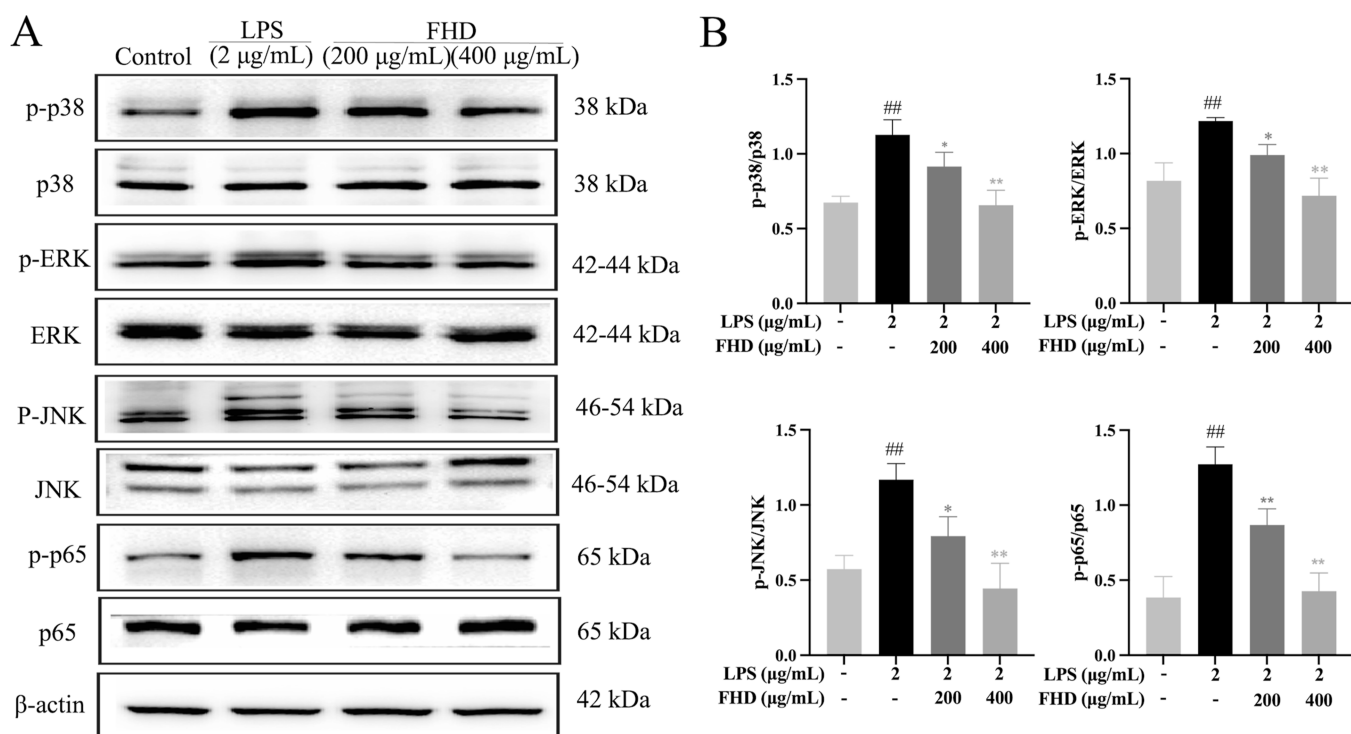 A
LPS
FHD
Control
(2 μg/mL)
(200 μg/mL)
(400 μg/mL)
p-p38
38 kDa
p38
38 kDa
p-ERK
42-44 kDa
ERK
42-44 kDa
P-JNK
46-54 kDa
JNK
46-54 kDa
p-p65
65 kDa
p65
65 kDa
β-actin
42 kDa
B
p-p38/p38
1.5
1.0
0.5
0.0
##
*
**
LPS (μg/mL) - 2 2 2
FHD (μg/mL) - - 200 400
p-ERK/ERK
1.5
1.0
0.5
0.0
##
*
**
LPS (μg/mL) - 2 2 2
FHD (μg/mL) - - 200 400
p-JNK/JNK
1.5
1.0
0.5
0.0
##
*
**
LPS (μg/mL) - 2 2 2
FHD (μg/mL) - - 200 400
p-p65/p65
1.5
1.0
0.5
0.0
##
**
**
LPS (μg/mL) - 2 2 2
FHD (μg/mL) - - 200 400